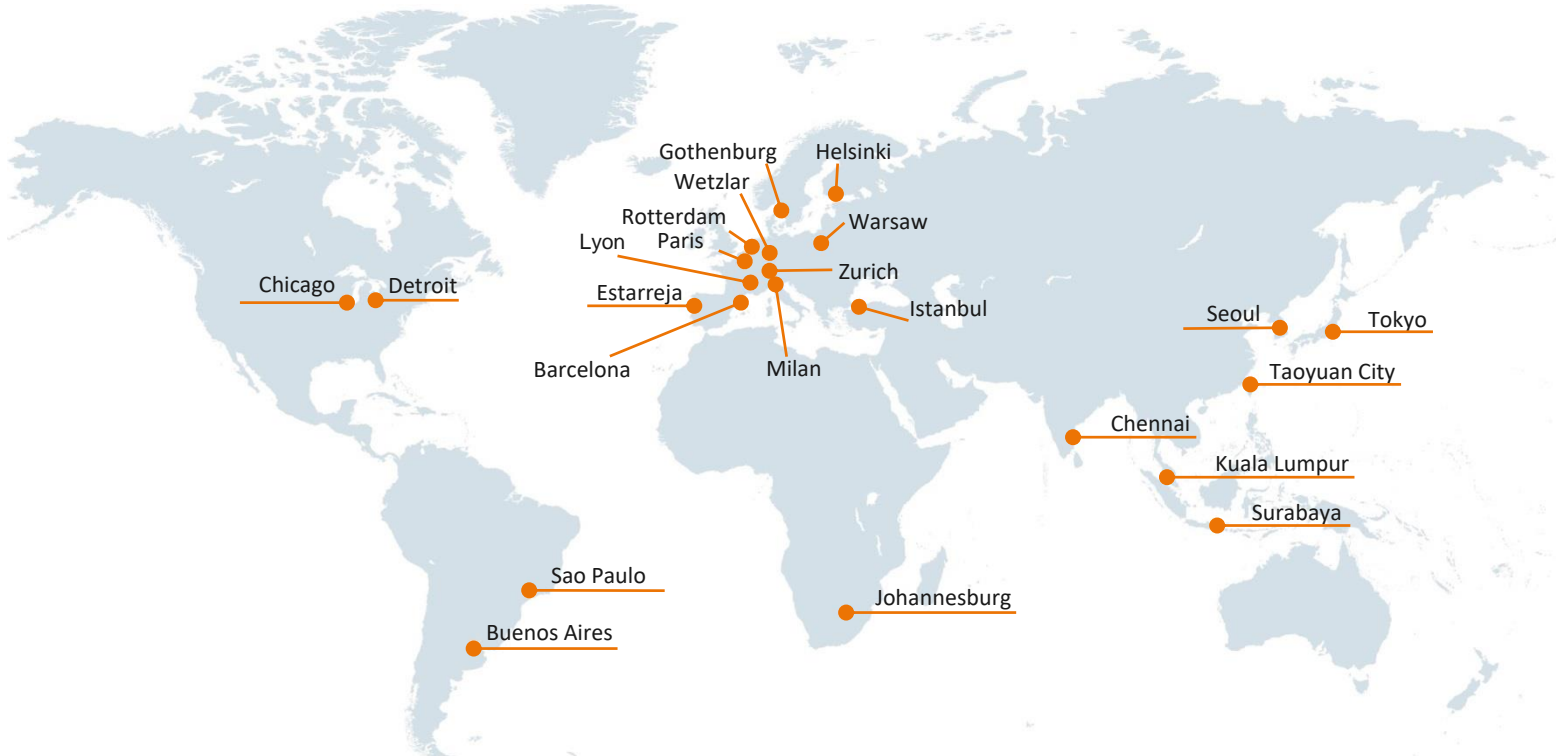 Gothenburg
Helsinki
Wetzlar
Rotterdam
Warsaw
Lyon
Paris
Zurich
Chicago
Detroit
Estarreja
Istanbul
Seoul
Tokyo
Barcelona
Milan
Taoyuan City
Chennai
Kuala Lumpur
Surabaya
Sao Paulo
Johannesburg
Buenos Aires